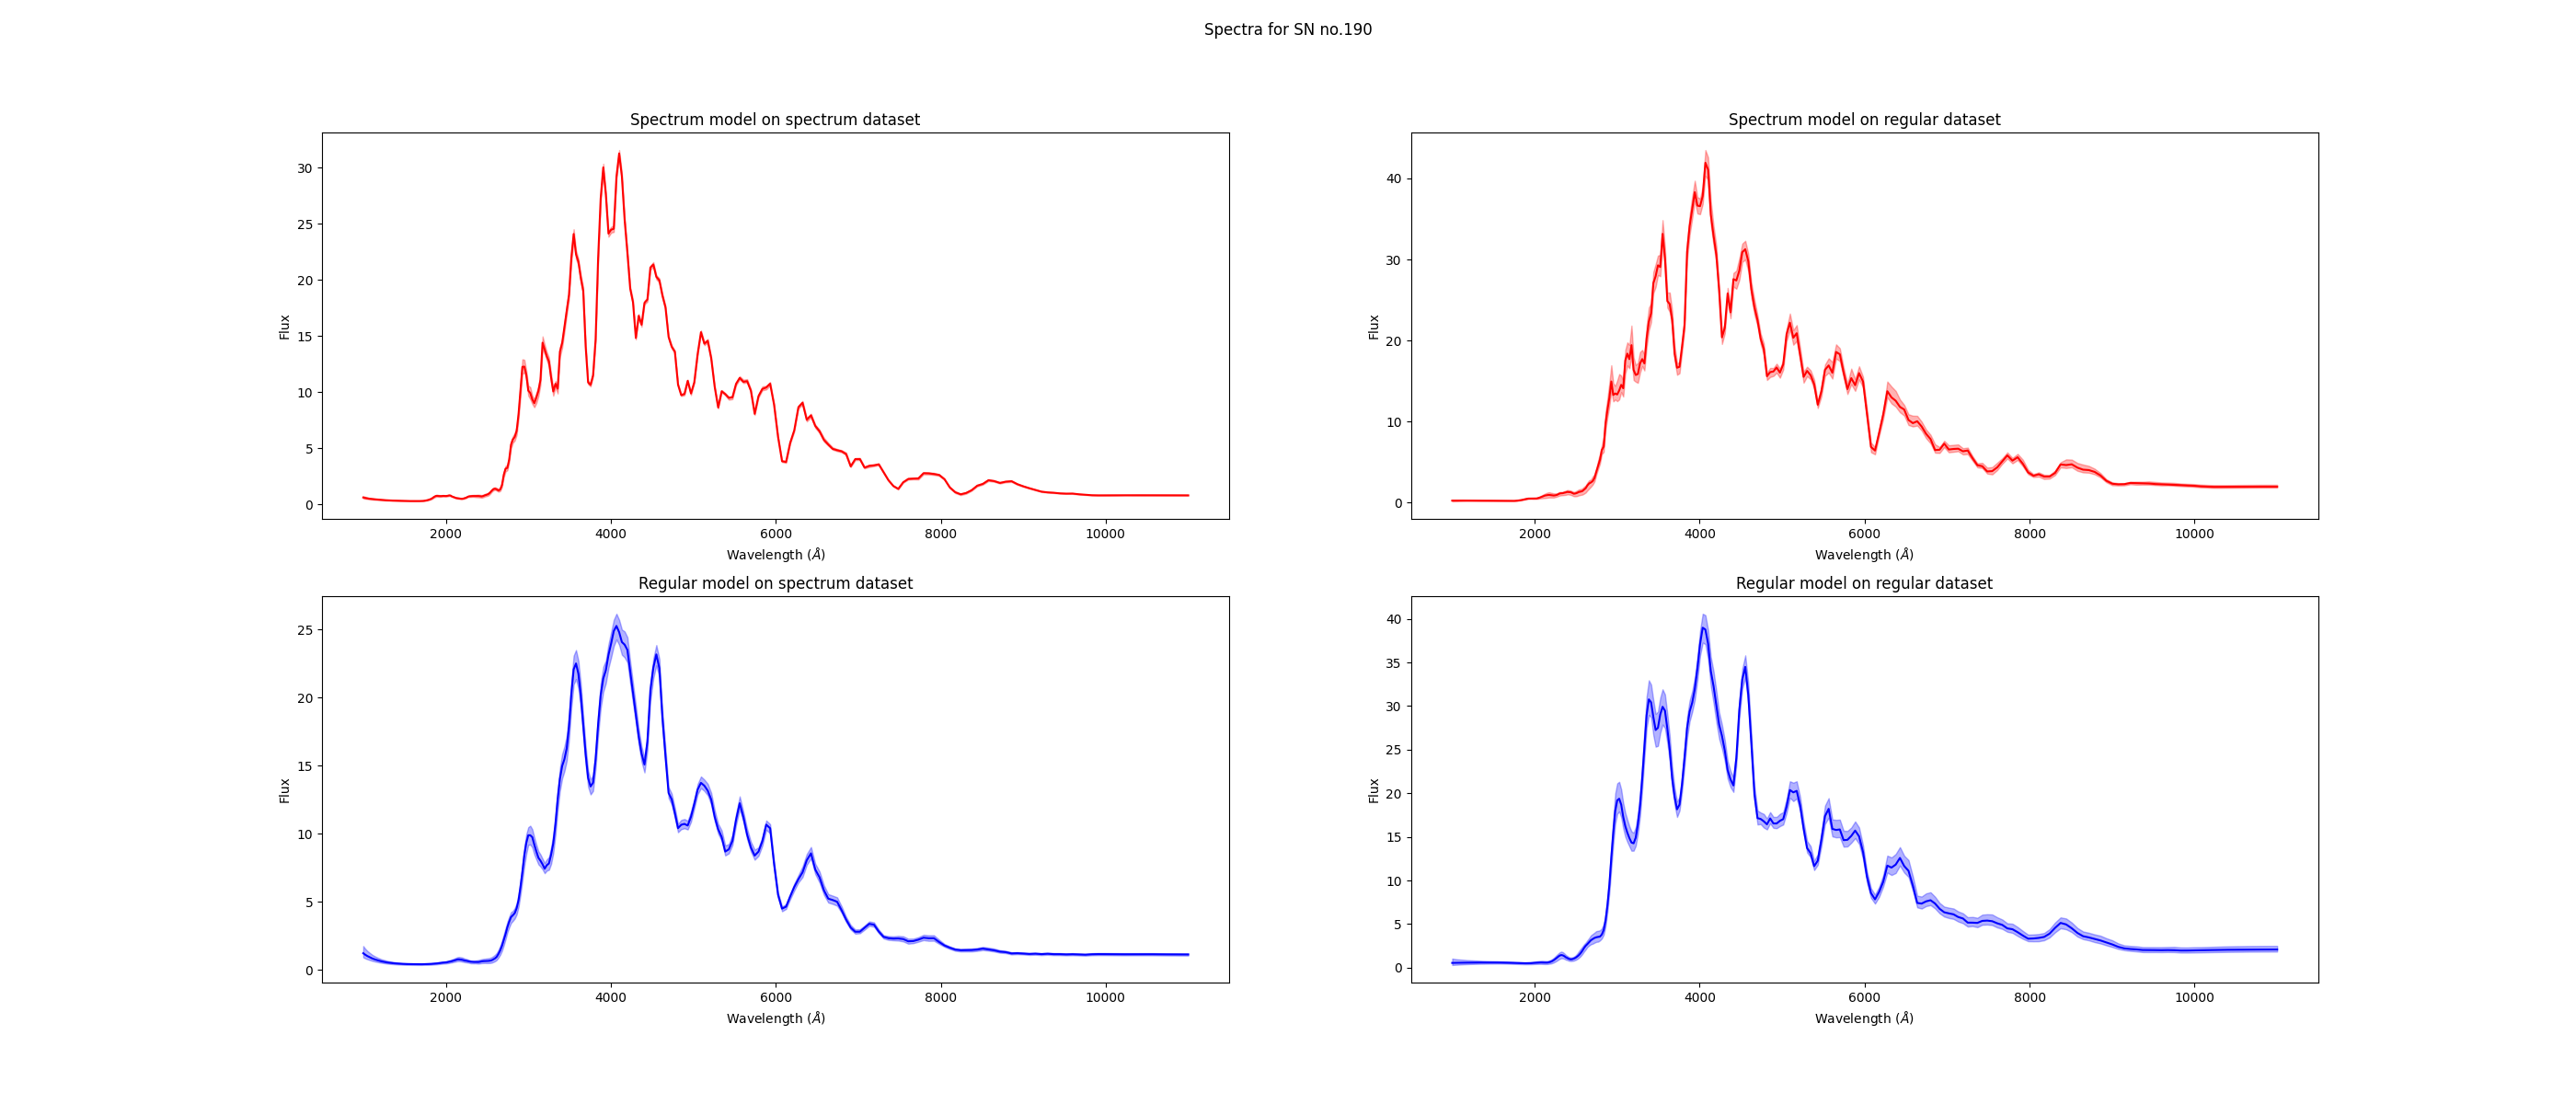 Spectra for SN no.190
Spectrum model on spectrum dataset
30
25
20
15
10
5
0
Flux
2000 4000 6000 8000 10000
Wavelength (Å)
Spectrum model on regular dataset
40
30
20
10
0
Flux
2000 4000 6000 8000 10000
Wavelength (Å)
Regular model on spectrum dataset
25
20
15
10
5
0
Flux
2000 4000 6000 8000 10000
Wavelength (Å)
Regular model on regular dataset
40
35
30
25
20
15
10
5
0
Flux
2000 4000 6000 8000 10000
Wavelength (Å)